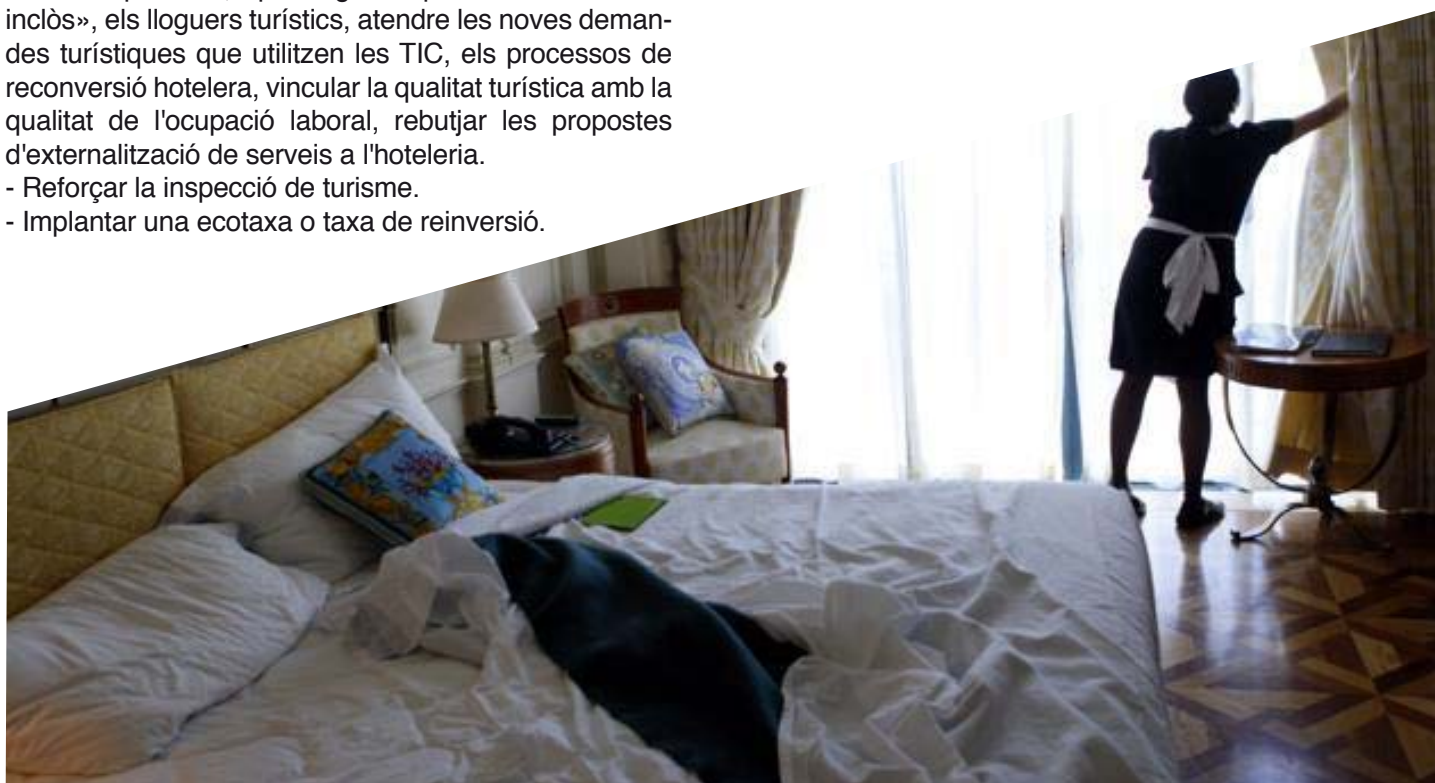 inclòs», els lloguers turístics, atendre les noves deman-
des turístiques que utilitzen les TIC, els processos de
reconversió hotelera, vincular la qualitat turística amb la
qualitat de l'ocupació laboral, rebutjar les propostes
d'externalització de serveis a l'hoteleria.
- Reforçar la inspecció de turisme.
- Implantar una ecotaxa o taxa de reinversió.